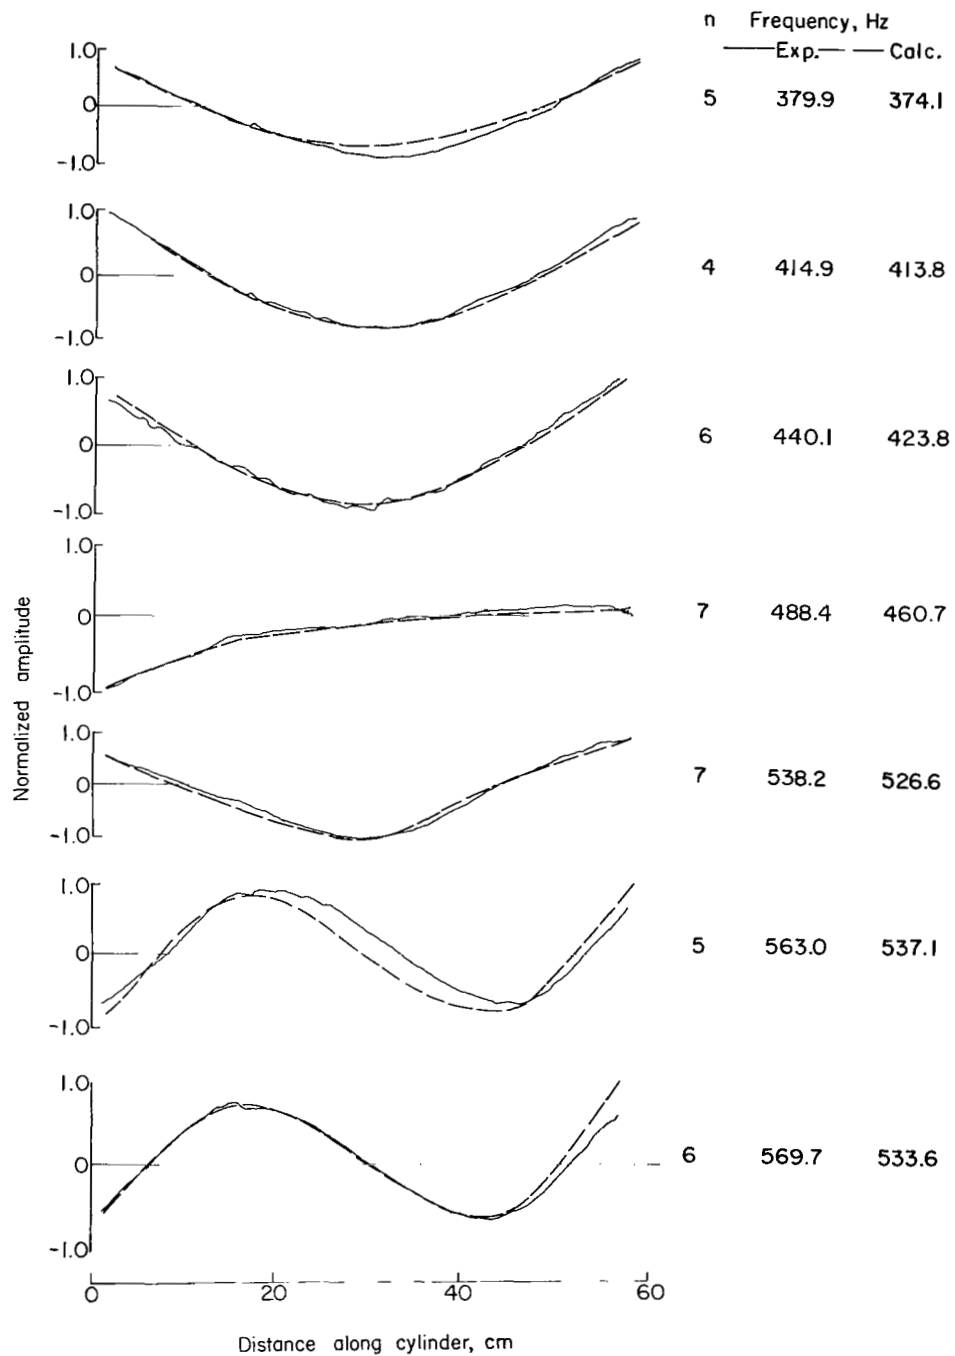 n Frequency, Hz
Exp. Calc.
1.0
0
-1.0
5 379.9 374.1
1.0
0
-1.0
4 414.9 413.8
1.0
0
-1.0
6 440.1 423.8
1.0
0
-1.0
7 488.4 460.7
Normalized amplitude
1.0
0
-1.0
7 538.2 526.6
1.0
0
-1.0
5 563.0 537.1
1.0
0
-1.0
6 569.7 533.6
0 20 40 60
Distance along cylinder, cm